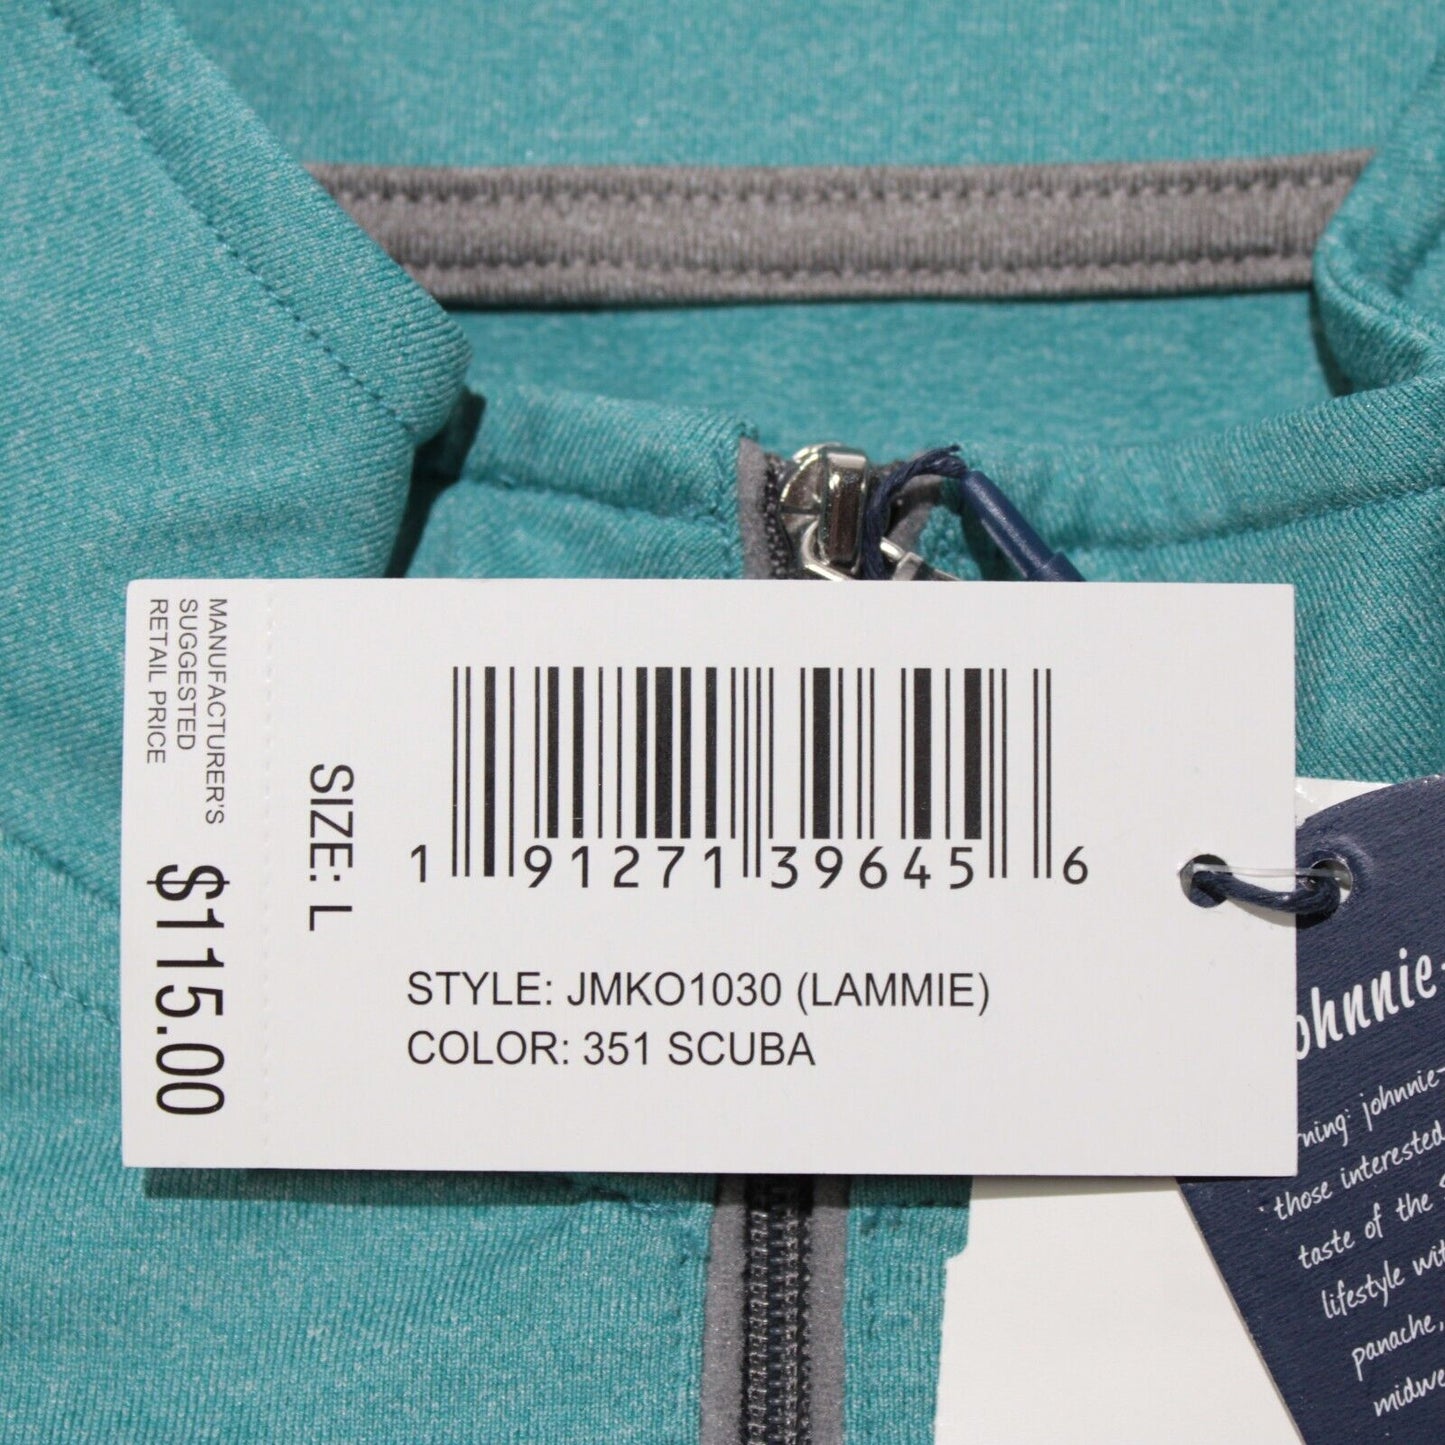 MANUFACTURER'S
SUGGESTED
RETAIL PRICE
$115.00
SIZE: L
1 91271 39645 6
STYLE: JMKO1030 (LAMMIE)
COLOR: 351 SCUBA
johnnie-
those interested
taste of the
lifestyle
panache,